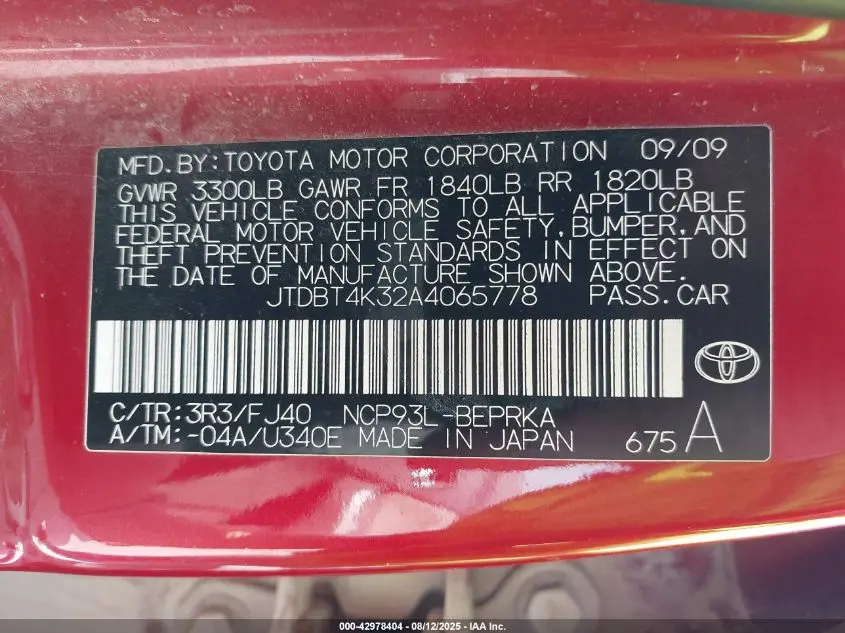 MFD.BY:TOYOTA MOTOR CORPORATION 09/09
GVWR 3300LB GAWR FR 1840LB RR 1820LB
THIS VEHICLE CONFORMS TO ALL APPLICABLE
FEDERAL MOTOR VEHICLE SAFETY,BUMPER,AND
THEFT PREVENTION STANDARDS IN EFFECT ON
THE DATE OF MANUFACTURE SHOWN ABOVE.
JTDBT4K32A4065778 PASS.CAR
C/TR:3R3/FJ40 NCP93L-BEPRKA
A/TM:-04A/U340E MADE IN JAPAN 675A
000-42978404 - 08/12/2025 - IAA Inc.